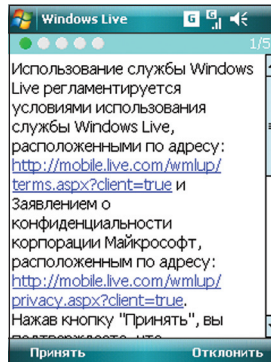 Windows Live
G
G
1/5
Использование службы Windows
Live регламентируется
условиями использования
службы Windows Live,
расположенными по адресу:
http://mobile.live.com/wmlup/
terms.aspx?client=true и
Заявлением о
конфиденциальности
корпорации Майкрософт,
расположенным по адресу:
http://mobile.live.com/wmlup/
privacy.aspx?client=true.
Нажав кнопку "Принять", вы
Принять Отклонить